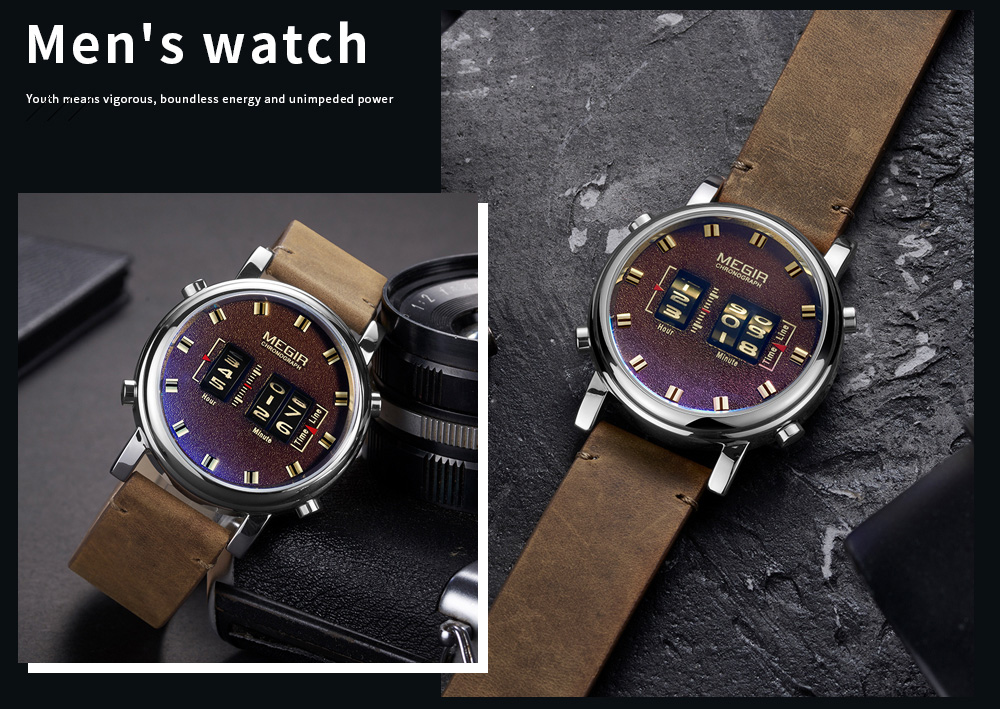 Men's watch
Youth means vigorous, boundless energy and unimpeded power
MEGIR
CHRONOGRAPH
Hour
Minute
Time Line
MEGIR
CHRONOGRAPH
Hour
Minute
Time Line